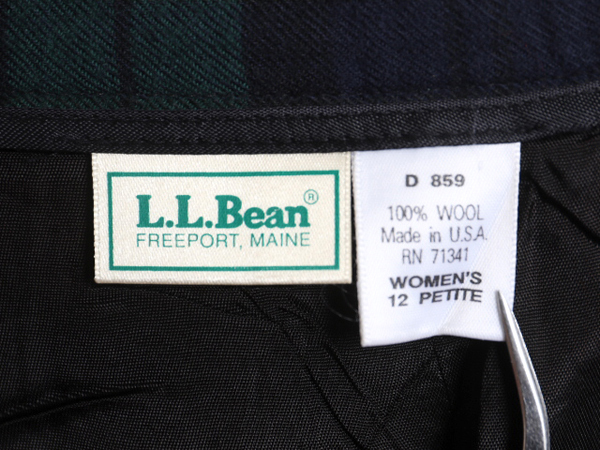 L.L.Bean®
FREEPORT, MAINE
D 859
100% WOOL
Made in U.S.A.
RN 71341
WOMEN'S
12 PETITE